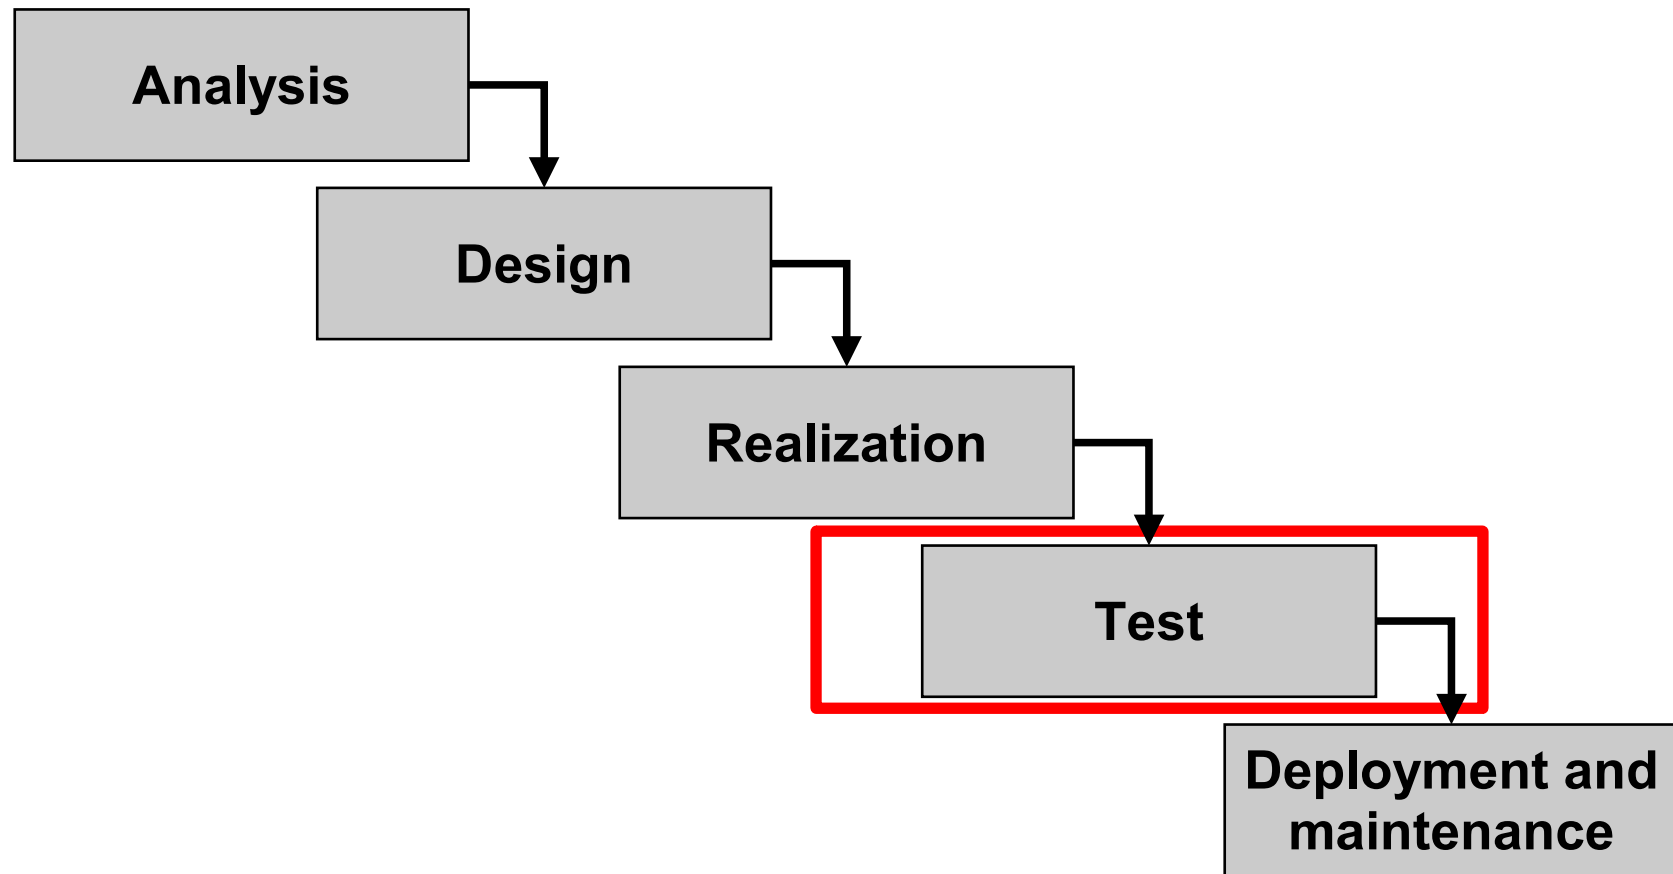 Analysis
Design
Realization
Test
Deployment and
maintenance